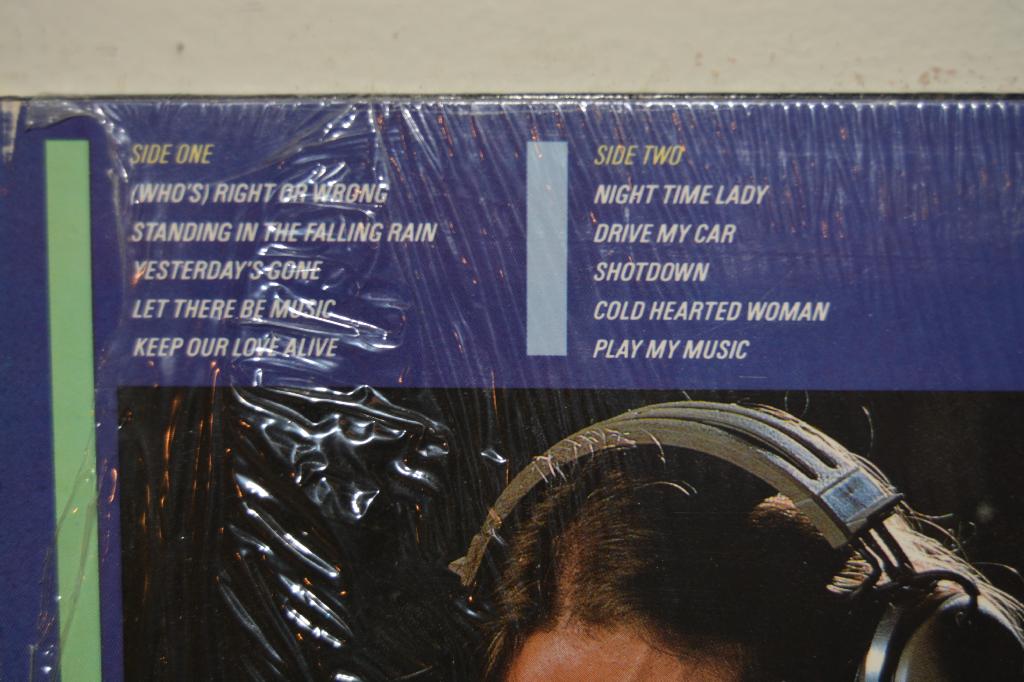 SIDE ONE
(WHO'S) RIGHT OR WRONG
STANDING IN THE FALLING RAIN
YESTERDAY'S GONE
LET THERE BE MUSIC
KEEP OUR LOVE ALIVE
SIDE TWO
NIGHT TIME LADY
DRIVE MY CAR
SHOTDOWN
COLD HEARTED WOMAN
PLAY MY MUSIC